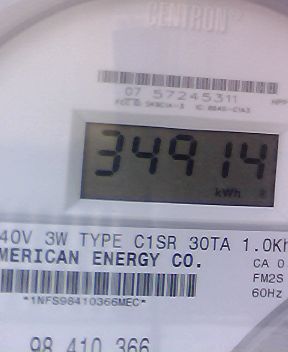 CENTRON
07 57245311
34914
kWh
40V 3W TYPE C1SR 30TA 1.0Kh
MERICAN ENERGY CO.
CA 0
FM2S
60Hz
*1NFS98410366MEC*
98 410 366